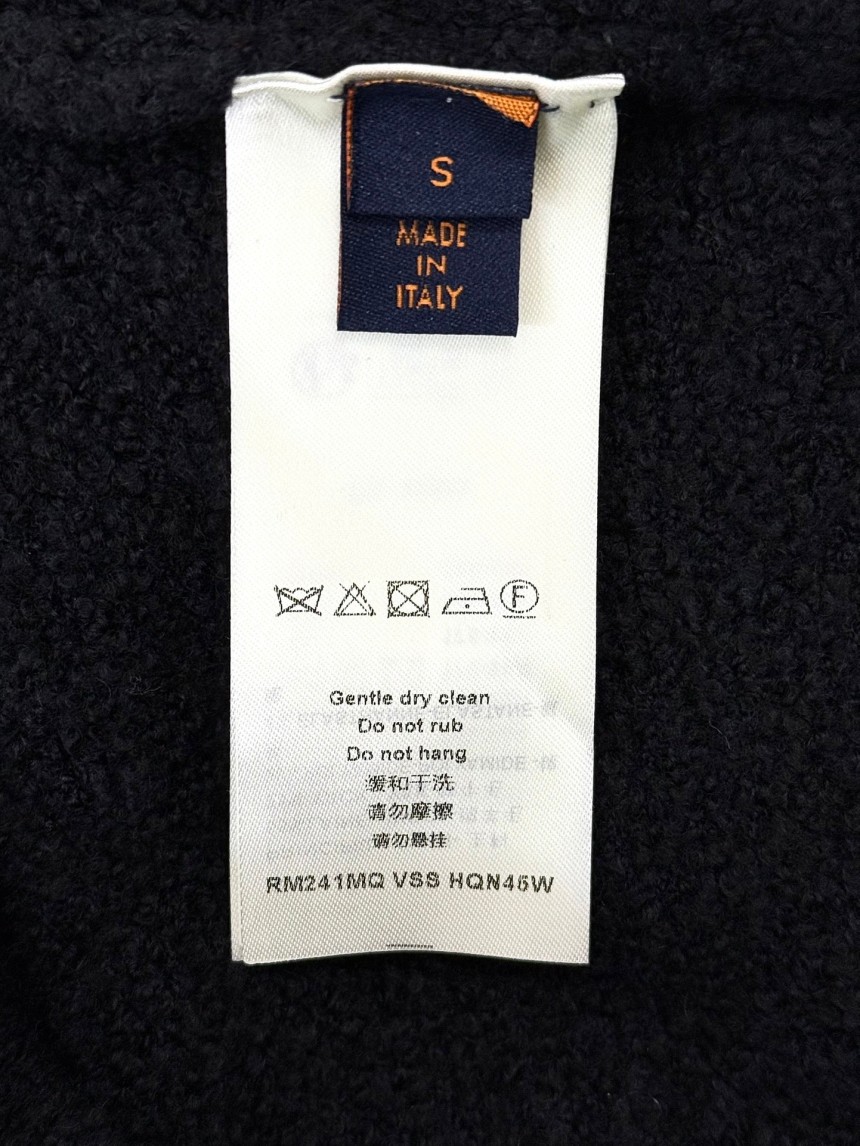 S
MADE
IN
ITALY
F
Gentle dry clean
Do not rub
Do not hang
缓和干洗
请勿摩擦
请勿悬挂
RM241MQ VSS HQN45W